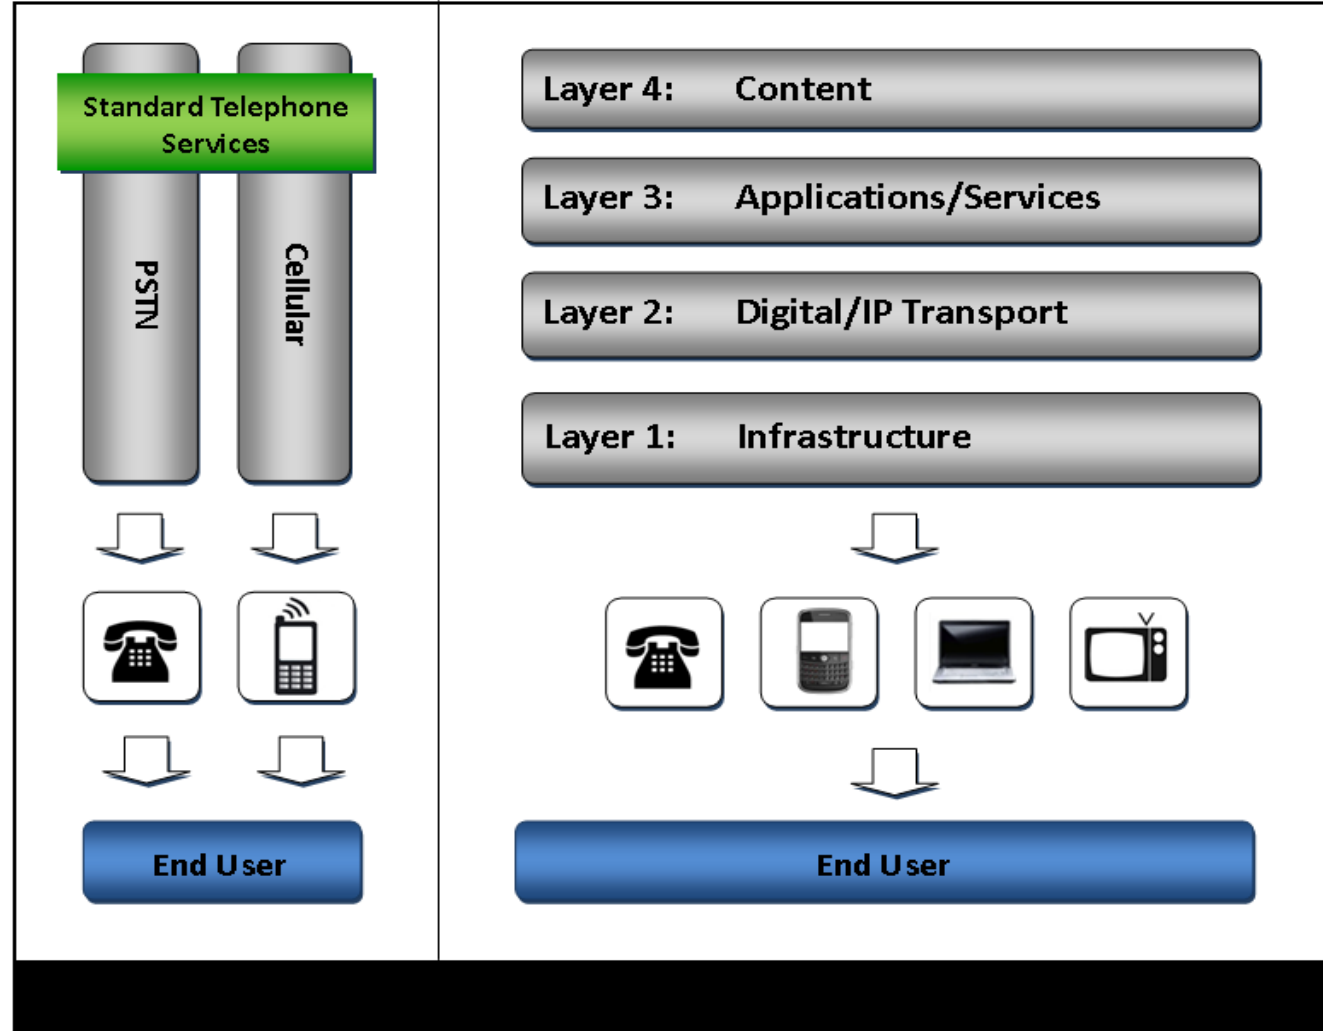 Standard Telephone
Services
PSTN
Cellular
End User
Layer 4: Content
Layer 3: Applications/Services
Layer 2: Digital/IP Transport
Layer 1: Infrastructure
End User